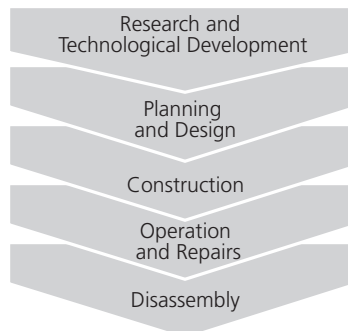 Research and
Technological Development
Planning
and Design
Construction
Operation
and Repairs
Disassembly